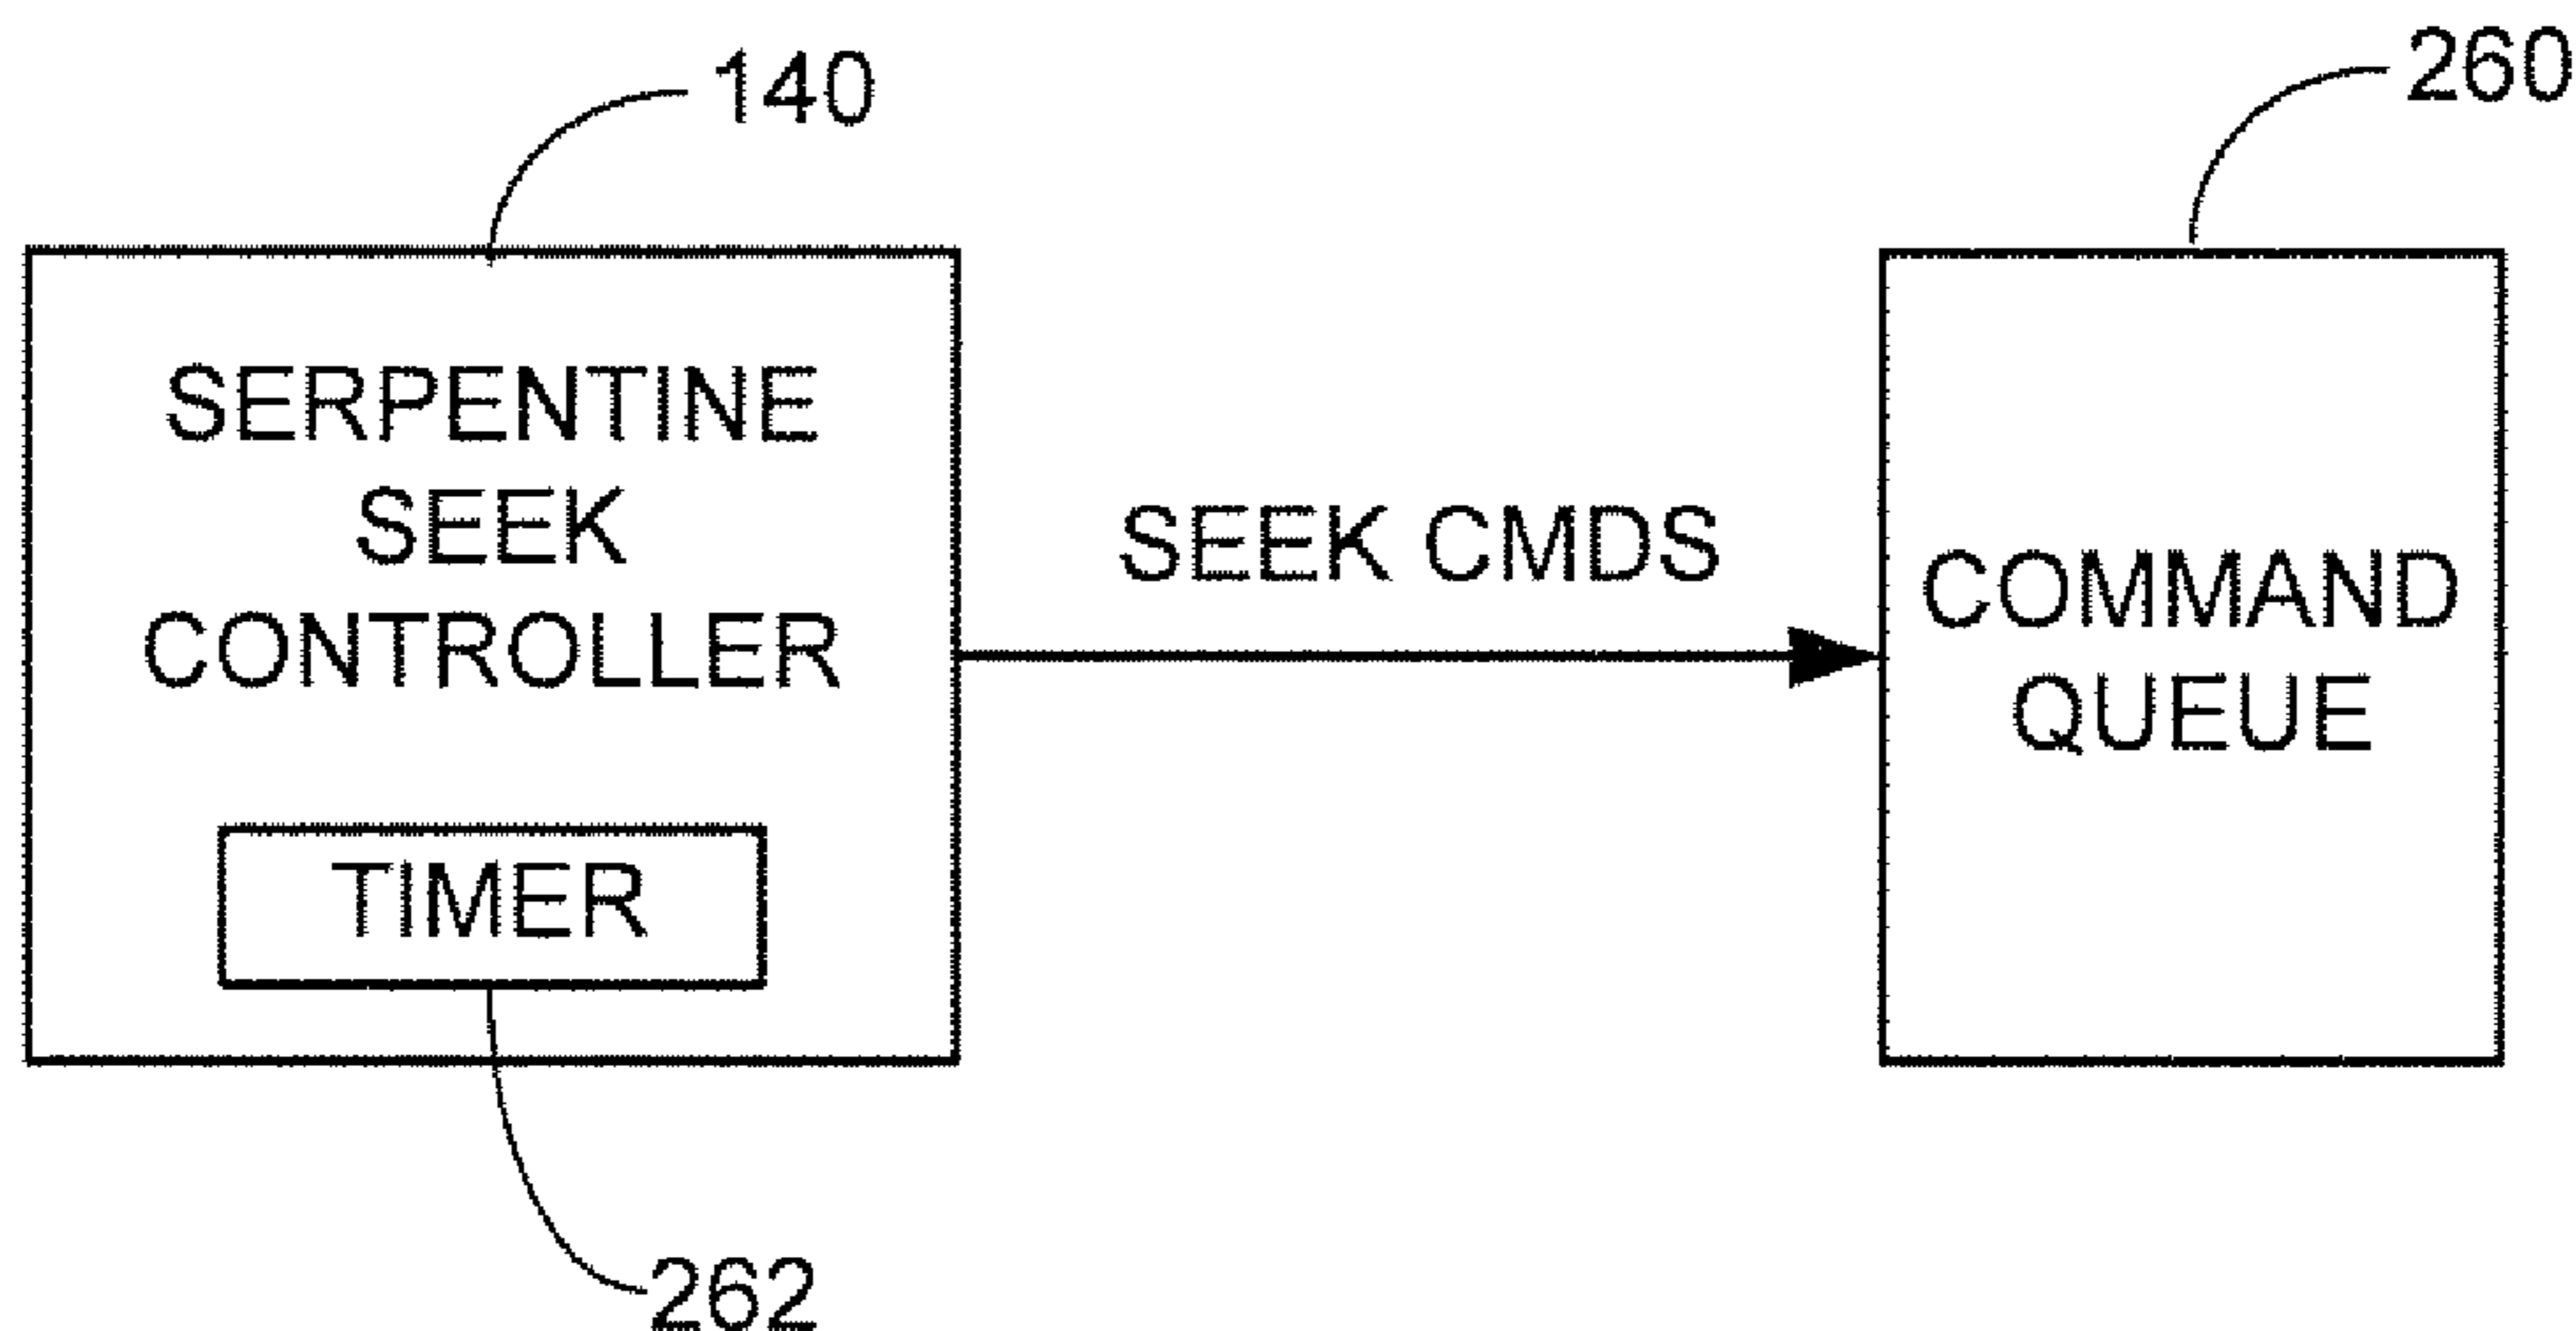 140
260
SERPENTINE
SEEK
CONTROLLER
SEEK CMDS
COMMAND
QUEUE
TIMER
262